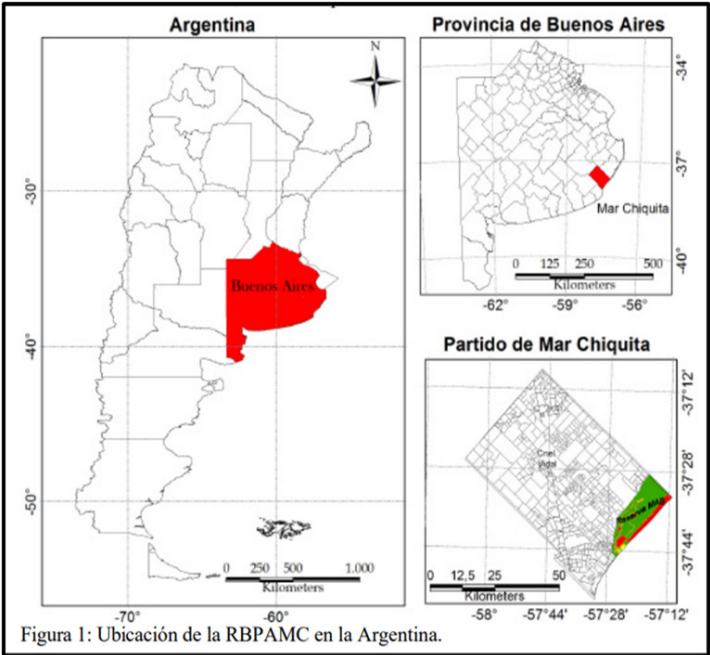 Argentina
N
-30°
Buenos Aires
-40°
-50°
0 250 500 1.000
Kilometers
-70° -60°
Provincia de Buenos Aires
-34°
-37°
Mar Chiquita
0 125 250 500
Kilometers
-40°
-62° -59° -56°
Partido de Mar Chiquita
-37°12'
Cnel
Vidal
-37°28'
Reserva MAB
-37°44'
0 12,5 25 50
Kilometers
-58° -57°44' -57°28' -57°12'
Figura 1: Ubicación de la RBPAMC en la Argentina.